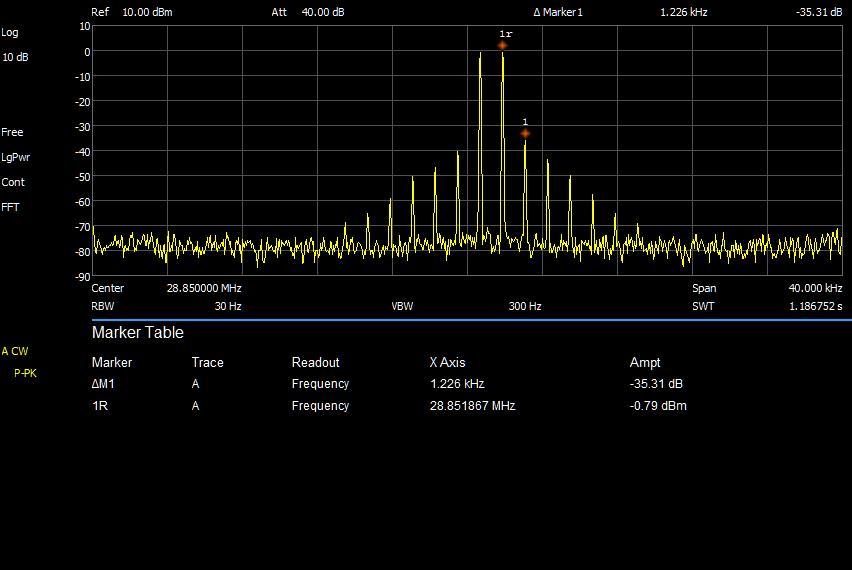 Ref 10.00 dBm Att 40.00 dB Δ Marker1 1.226 kHz -35.31 dB
Log
10 dB
Free
LgPwr
Cont
FFT
10
0
-10
-20
-30
-40
-50
-60
-70
-80
-90
1r
1
Center 28.850000 MHz Span 40.000 kHz
RBW 30 Hz VBW 300 Hz SWT 1.186752 s
A CW
P-PK
Marker Table
Marker Trace Readout X Axis Ampt
ΔM1 A Frequency 1.226 kHz -35.31 dB
1R A Frequency 28.851867 MHz -0.79 dBm